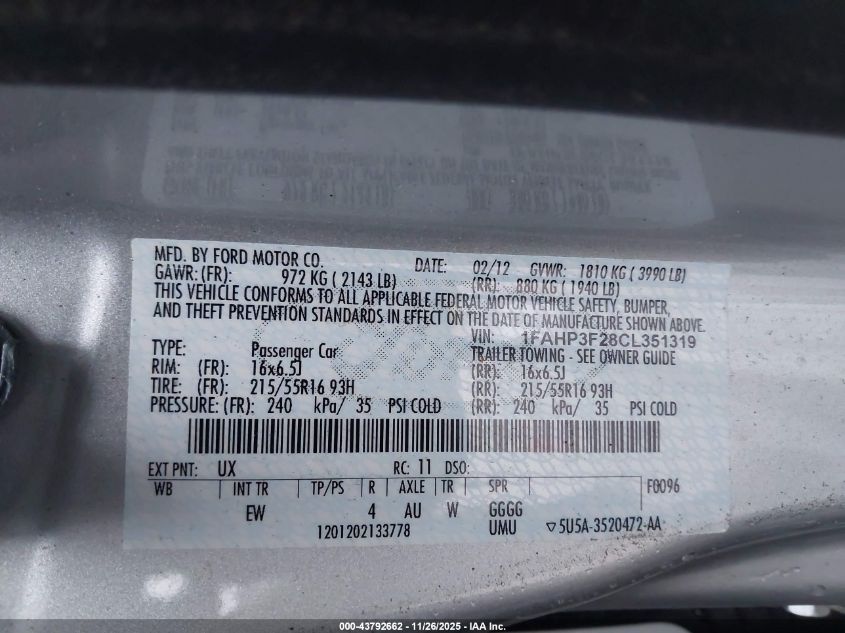 MFD. BY FORD MOTOR CO. DATE: 02/12 GVWR: 1810 KG ( 3990 LB)
GAWR: (FR): 972 KG ( 2143 LB) (RR): 880 KG ( 1940 LB)
THIS VEHICLE CONFORMS TO ALL APPLICABLE FEDERAL MOTOR VEHICLE SAFETY, BUMPER,
AND THEFT PREVENTION STANDARDS IN EFFECT ON THE DATE OF MANUFACTURE SHOWN ABOVE.
VIN: 1FAHP3F28CL351319
TYPE: Passenger Car TRAILER TOWING - SEE OWNER GUIDE
RIM: (FR): 16x6.5J (RR): 16x6.5J
TIRE: (FR): 215/55R16 93H (RR): 215/55R16 93H
PRESSURE: (FR): 240 kPa/ 35 PSI COLD (RR): 240 kPa/ 35 PSI COLD
EXT PNT: UX RC: 11 DSO:
WB INT TR TP/PS R AXLE TR SPR F0096
EW 4 AU W GGGG
1201202133778 UMU ▽5U5A-3520472-AA
000-43792662 - 11/26/2025 - IAA Inc.